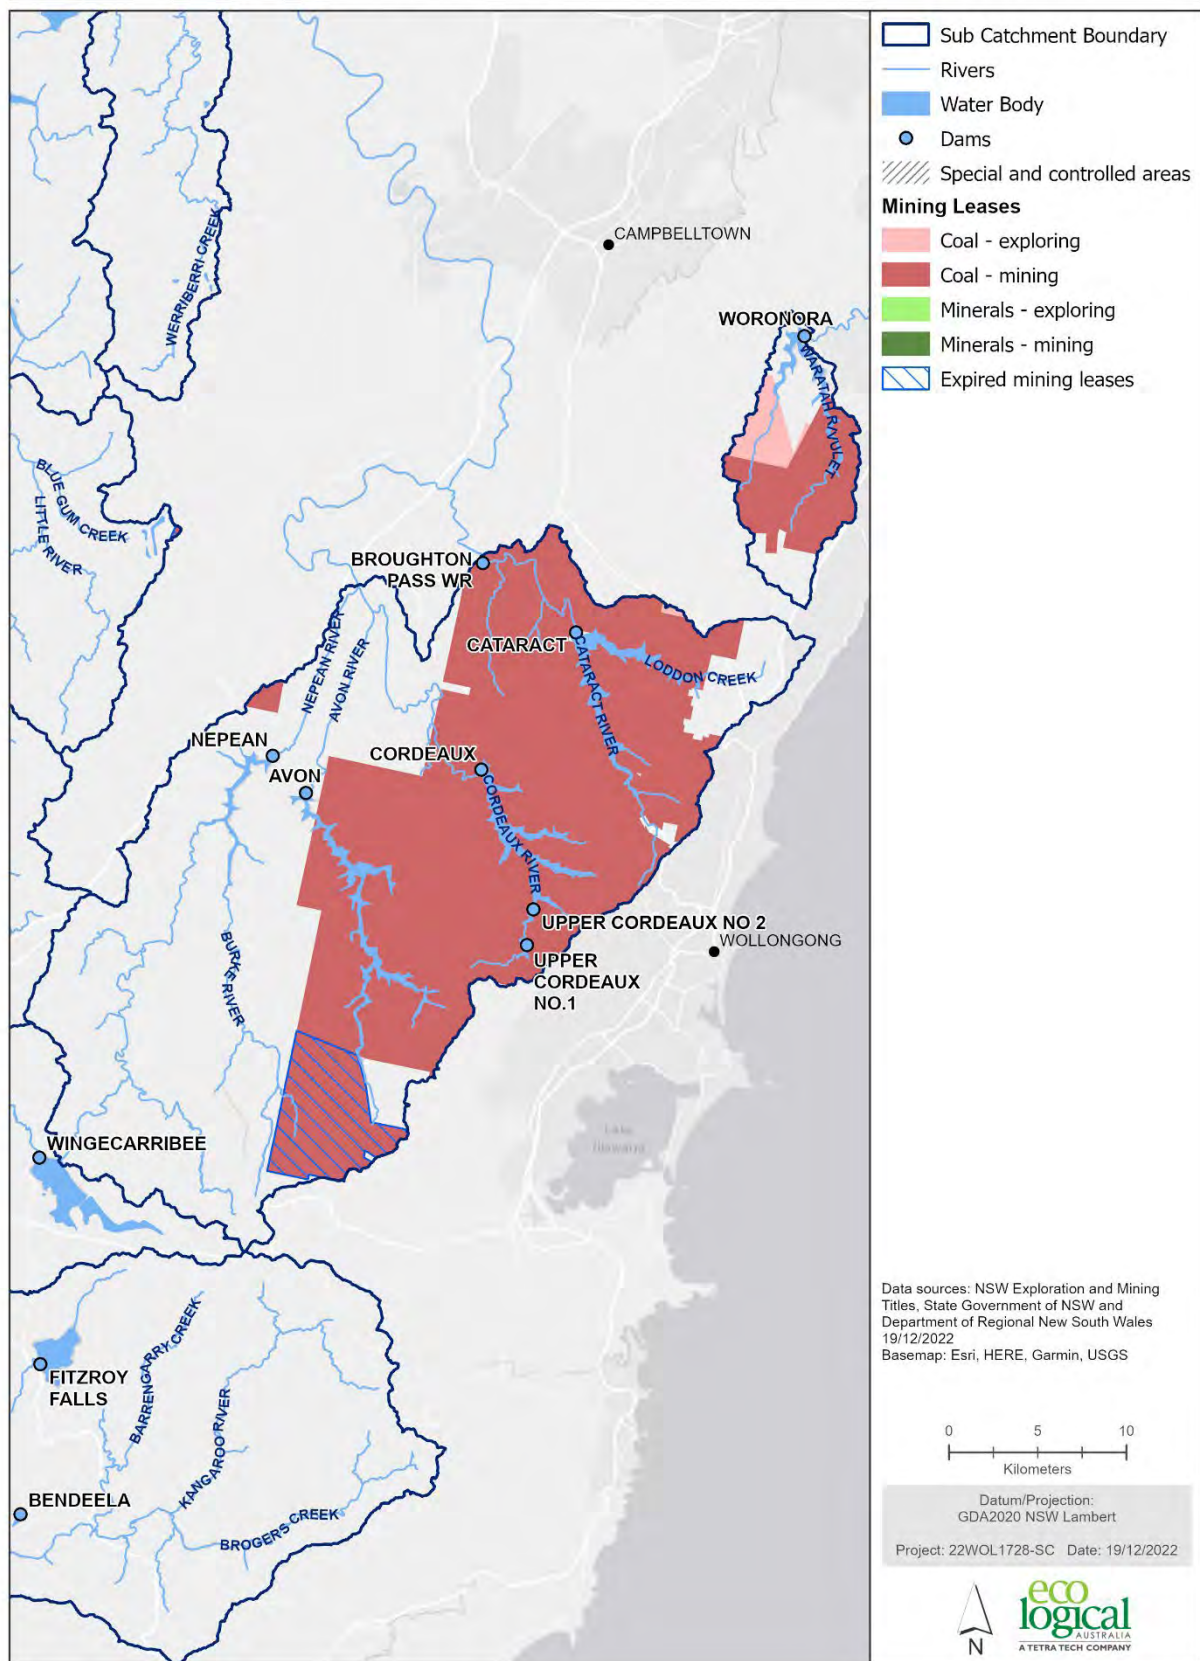 WERRIBERRI CREEK
CAMPBELLTOWN
WORONORA
WARATAH RIVULET
BLUE GUM CREEK
LITTLE RIVER
BROUGHTON
PASS WR
CATARACT
LODDON CREEK
CATARACT RIVER
NEPEAN RIVER
AVON RIVER
NEPEAN
AVON
CORDEAUX
CORDEAUX RIVER
UPPER CORDEAUX NO 2
WOLLONGONG
UPPER
CORDEAUX
NO.1
BURKE RIVER
WINGECARRIBEE
Lake
Illawarra
FITZROY
FALLS
BARRENGARRY CREEK
KANGAROO RIVER
BENDEELA
BROGERS CREEK
Sub Catchment Boundary
Rivers
Water Body
Dams
Special and controlled areas
Mining Leases
Coal - exploring
Coal - mining
Minerals - exploring
Minerals - mining
Expired mining leases
Data sources: NSW Exploration and Mining
Titles, State Government of NSW and
Department of Regional New South Wales
19/12/2022
Basemap: Esri, HERE, Garmin, USGS
0 5 10
Kilometers
Datum/Projection:
GDA2020 NSW Lambert
Project: 22WOL1728-SC Date: 19/12/2022
N
eco
logical
AUSTRALIA
A TETRA TECH COMPANY